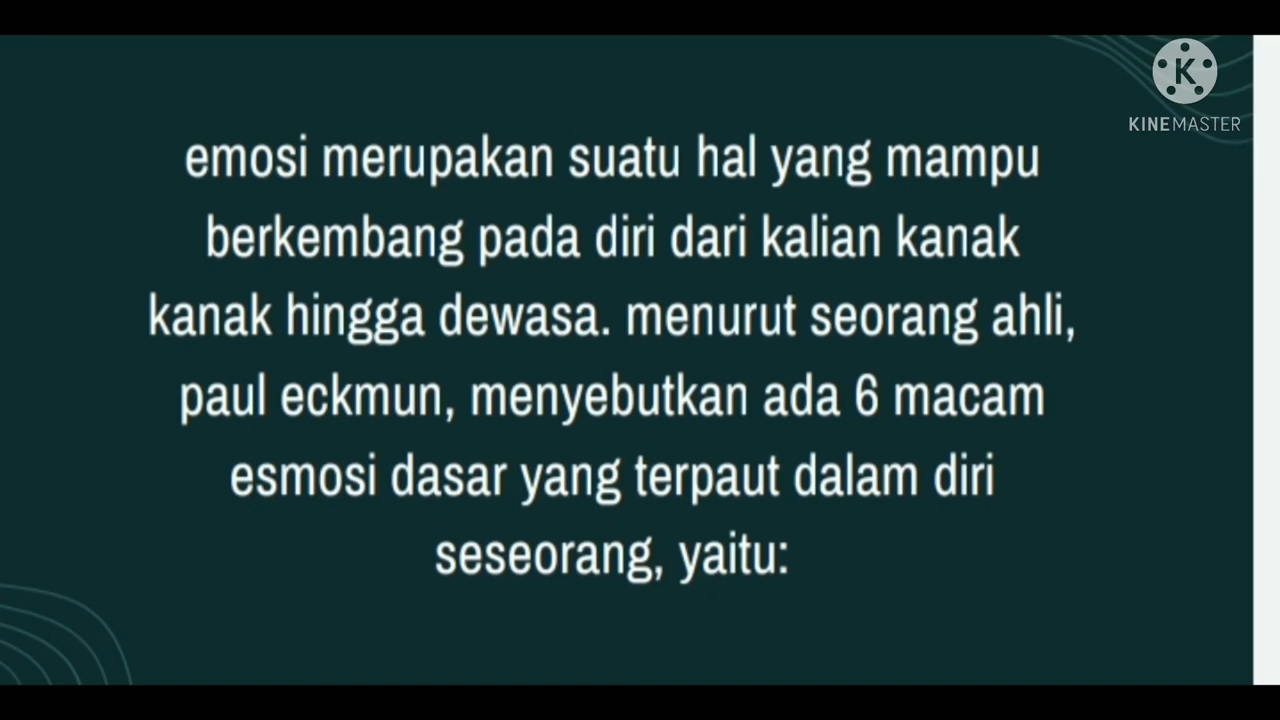 K
KINEMASTER
emosi merupakan suatu hal yang mampu
berkembang pada diri dari kalian kanak
kanak hingga dewasa. menurut seorang ahli,
paul eckmun, menyebutkan ada 6 macam
esmosi dasar yang terpaut dalam diri
seseorang, yaitu: